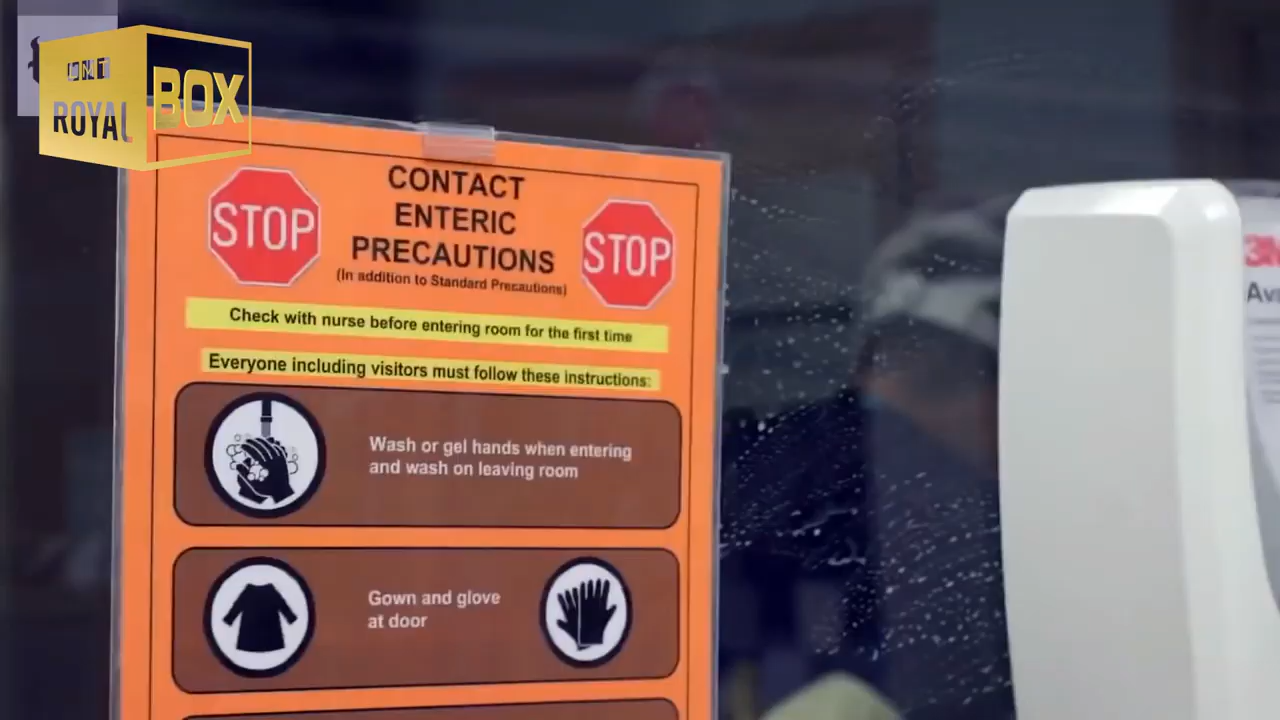 ROYAL
BOX
STOP
CONTACT
ENTERIC
PRECAUTIONS
(In addition to Standard Precautions)
STOP
Check with nurse before entering room for the first time
Everyone including visitors must follow these instructions:
Wash or gel hands when entering
and wash on leaving room
Gown and glove
at door